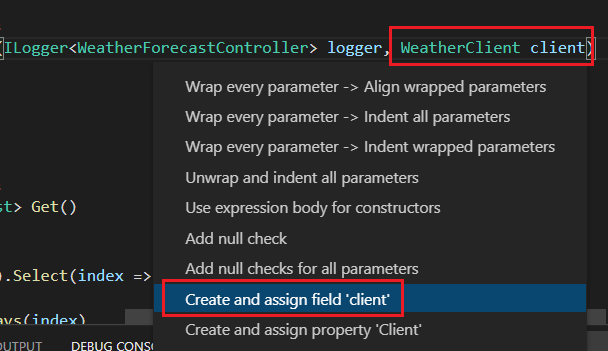 (ILogger<WeatherForecastController> logger, WeatherClient client)
Wrap every parameter -> Align wrapped parameters
Wrap every parameter -> Indent all parameters
Wrap every parameter -> Indent wrapped parameters
Unwrap and indent all parameters
st> Get()
Use expression body for constructors
Add null check
Add null checks for all parameters
).Select(index =>
Create and assign field 'client'
ays(index)
Create and assign property 'Client'
OUTPUT
DEBUG CONSO